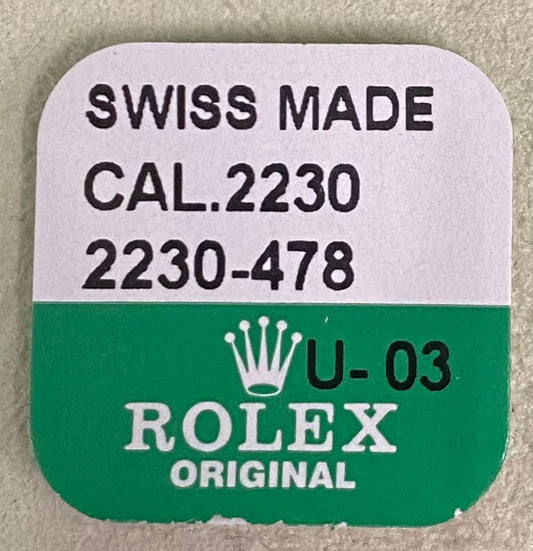 SWISS MADE
CAL.2230
2230-478
U- 03
ROLEX
ORIGINAL